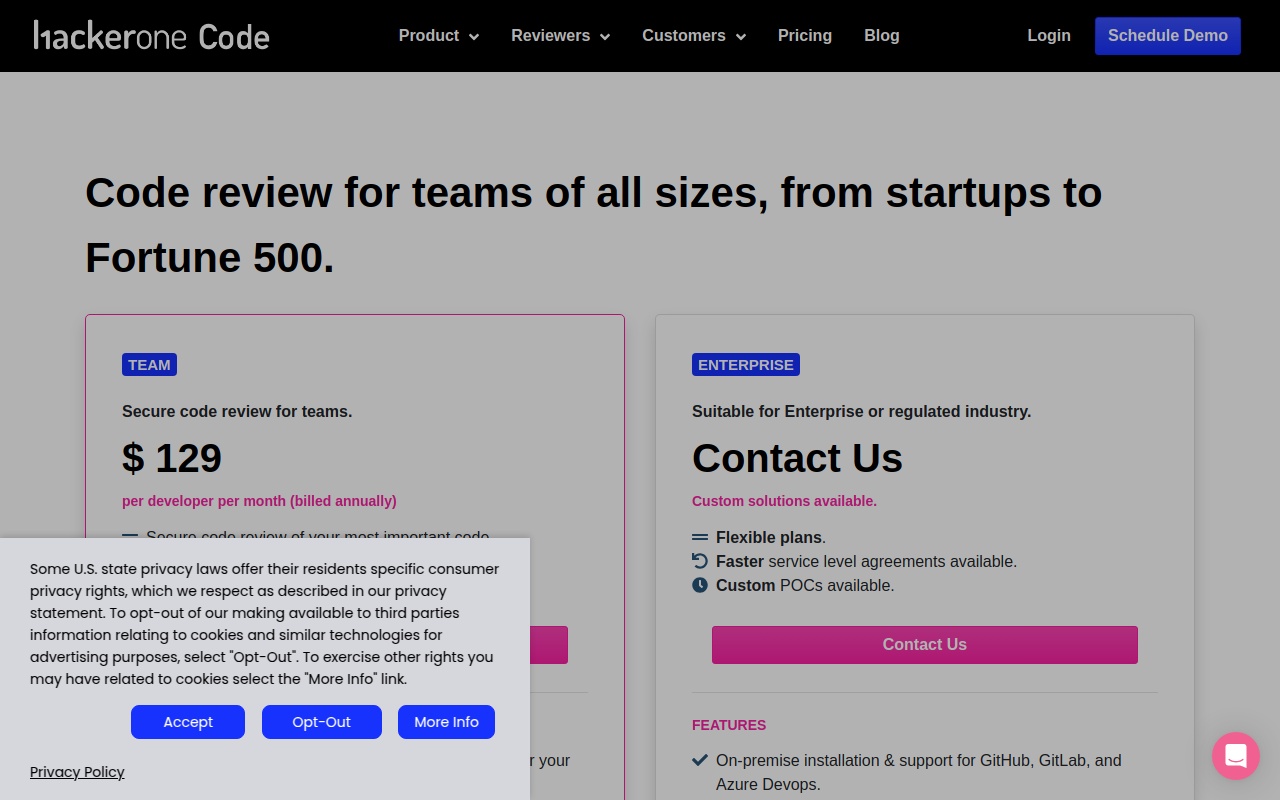 hackerone Code
Product
Reviewers
Customers
Pricing
Blog
Login
Schedule Demo
Code review for teams of all sizes, from startups to
Fortune 500.
TEAM
Secure code review for teams.
$ 129
per developer per month (billed annually)
Secure code review of your most important code
r your
ENTERPRISE
Suitable for Enterprise or regulated industry.
Contact Us
Custom solutions available.
Flexible plans.
Faster service level agreements available.
Custom POCs available.
Contact Us
FEATURES
On-premise installation & support for GitHub, GitLab, and
Azure Devops.
Some U.S. state privacy laws offer their residents specific consumer
privacy rights, which we respect as described in our privacy
statement. To opt-out of our making available to third parties
information relating to cookies and similar technologies for
advertising purposes, select "Opt-Out". To exercise other rights you
may have related to cookies select the "More Info" link.
Accept
Opt-Out
More Info
Privacy Policy